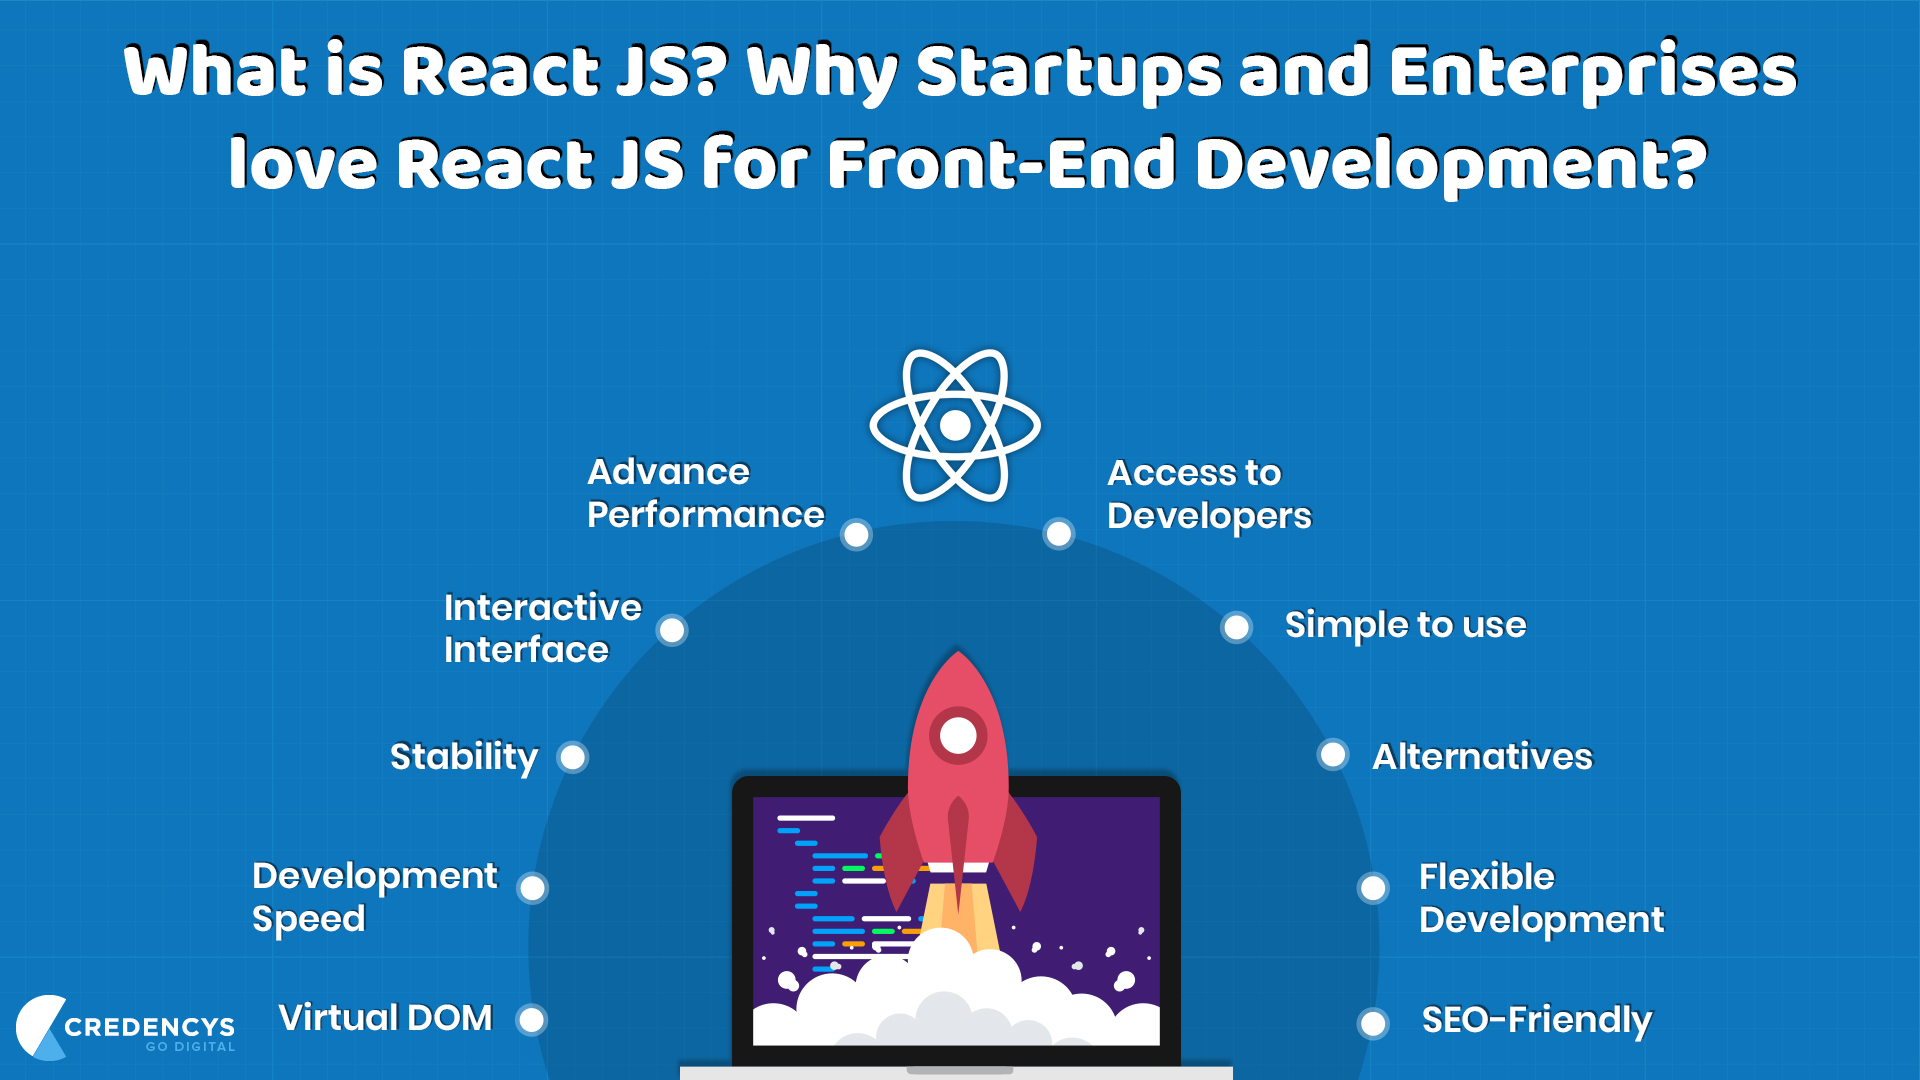 What is React JS? Why Startups and Enterprises
love React JS for Front-End Development?
Advance
Performance
Access to
Developers
Interactive
Interface
Simple to use
Stability
Alternatives
Development
Speed
Flexible
Development
Virtual DOM
SEO-Friendly
CREDENCYS
GO DIGITAL